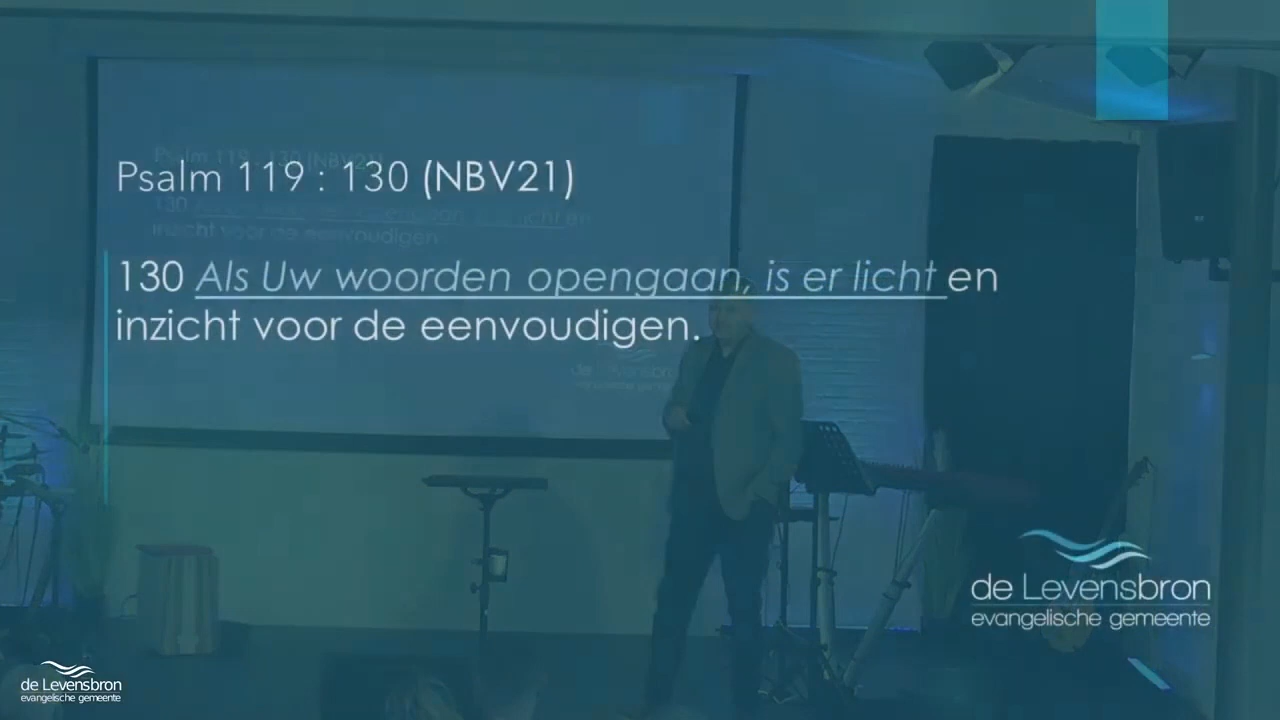 Psalm 119 : 130 (NBV21)
130 Als Uw woorden opengaan, is er licht en
inzicht voor de eenvoudigen.
de Levensbron
evangelische gemeente
de Levensbron
evangelische gemeente